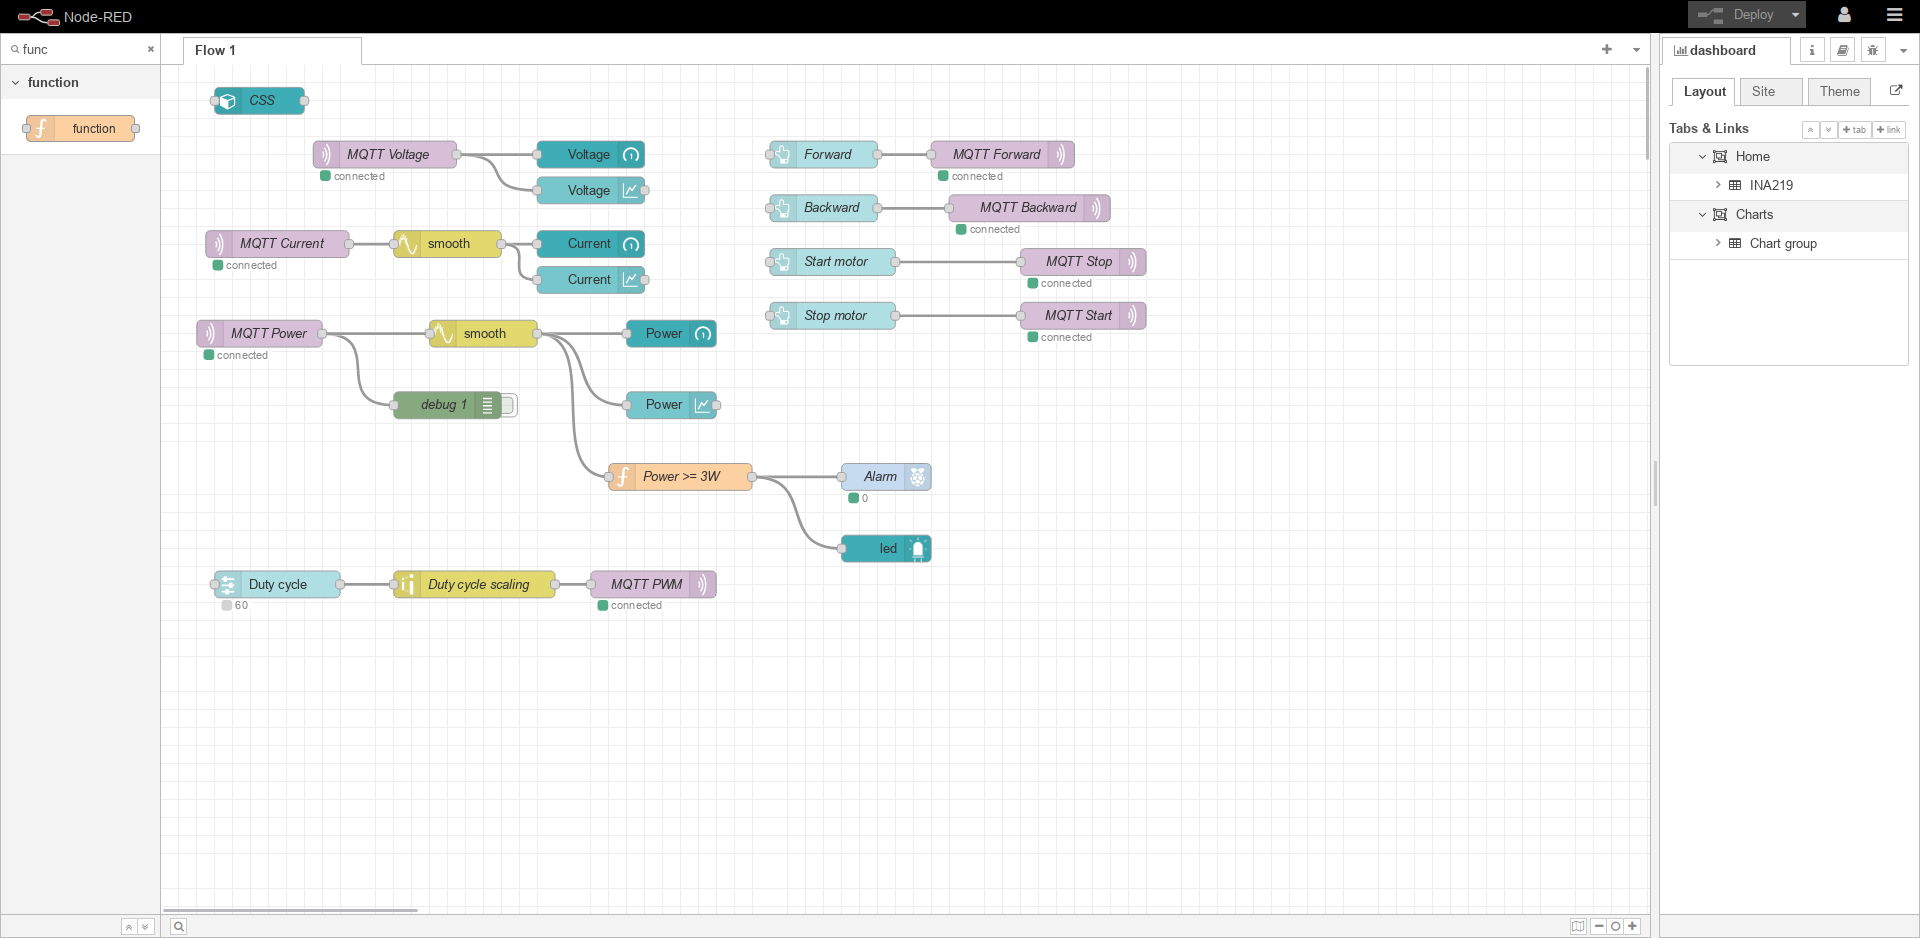 Node-RED
Deploy
func
function
function
Flow 1
CSS
MQTT Voltage
connected
Voltage
Voltage
MQTT Current
connected
smooth
Current
Current
MQTT Power
connected
smooth
Power
debug 1
Power
Power >= 3W
Alarm
0
led
Duty cycle
60
Duty cycle scaling
MQTT PWM
connected
Forward
MQTT Forward
connected
Backward
MQTT Backward
connected
Start motor
MQTT Stop
connected
Stop motor
MQTT Start
connected
dashboard
i
Layout
Site
Theme
Tabs & Links
tab
link
Home
INA219
Charts
Chart group